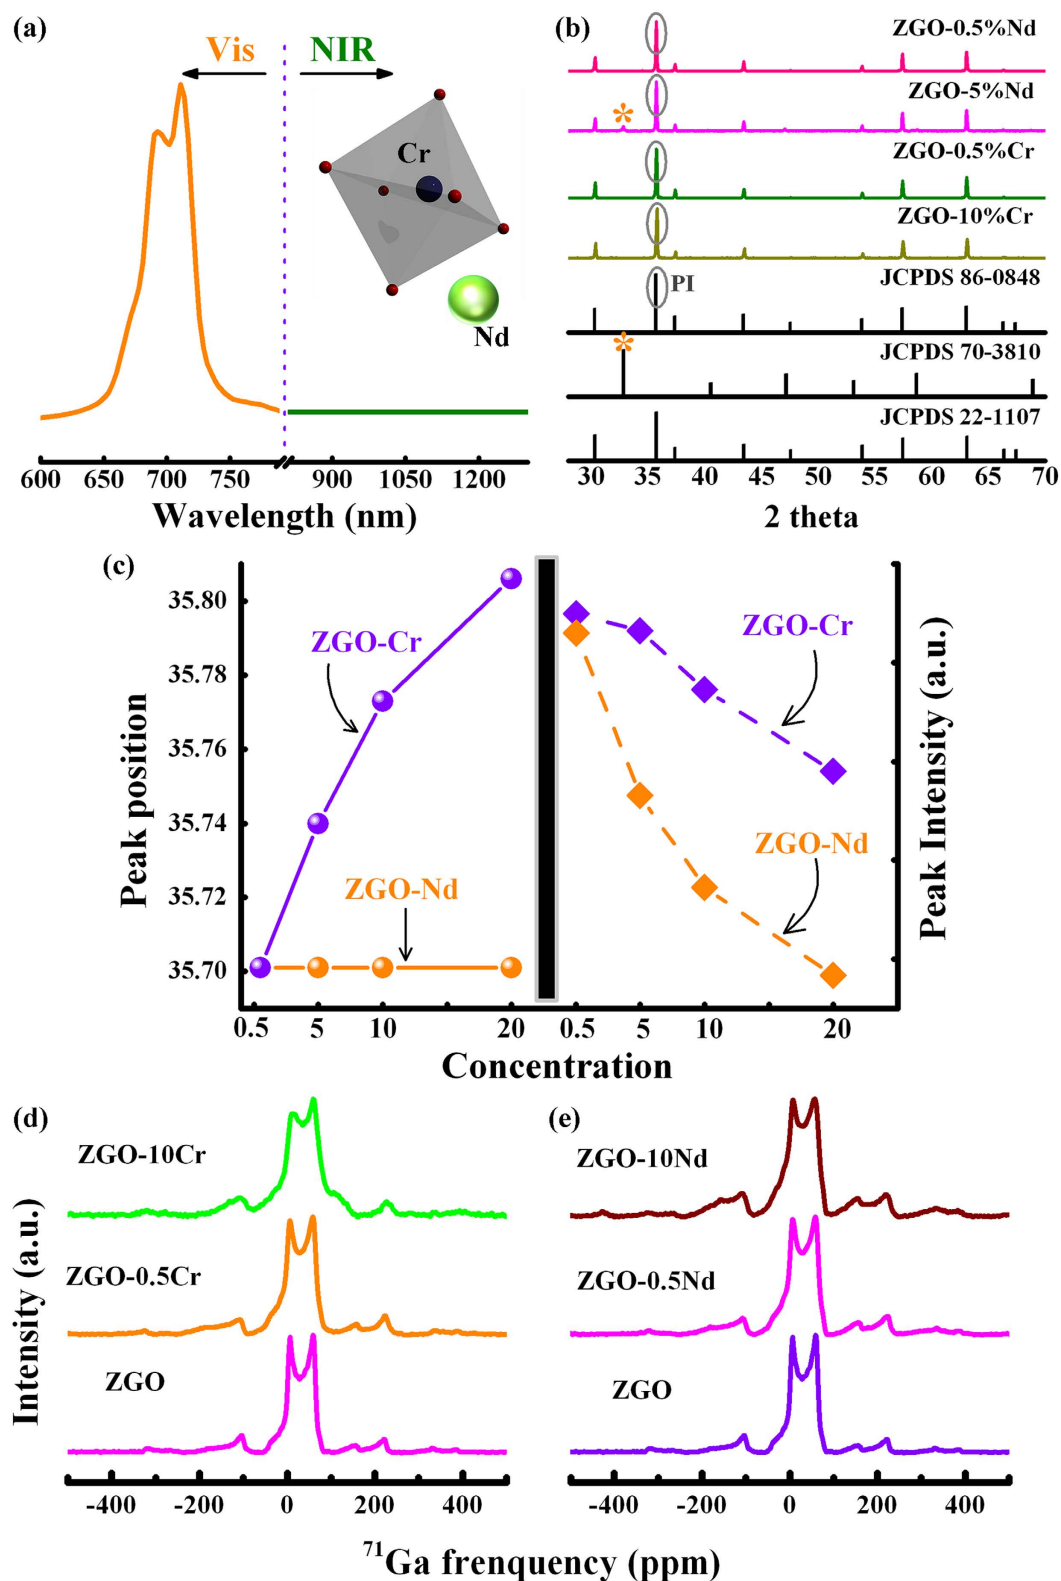 (a)
Vis
NIR
Cr
Nd
600 650 700 750 900 1050 1200
Wavelength (nm)
(b)
ZGO-0.5%Nd
ZGO-5%Nd
*
ZGO-0.5%Cr
ZGO-10%Cr
JCPDS 86-0848
PI
*
JCPDS 70-3810
JCPDS 22-1107
30 35 40 45 50 55 60 65 70
2 theta
(c)
Peak position
35.80
35.78
35.76
35.74
35.72
35.70
ZGO-Cr
ZGO-Nd
0.5 5 10 20
ZGO-Cr
ZGO-Nd
0.5 5 10 20
Peak Intensity (a.u.)
Concentration
(d)
Intensity (a.u.)
ZGO-10Cr
ZGO-0.5Cr
ZGO
-400 -200 0 200 400
(e)
ZGO-10Nd
ZGO-0.5Nd
ZGO
-400 -200 0 200 400
⁷¹Ga frenquency (ppm)